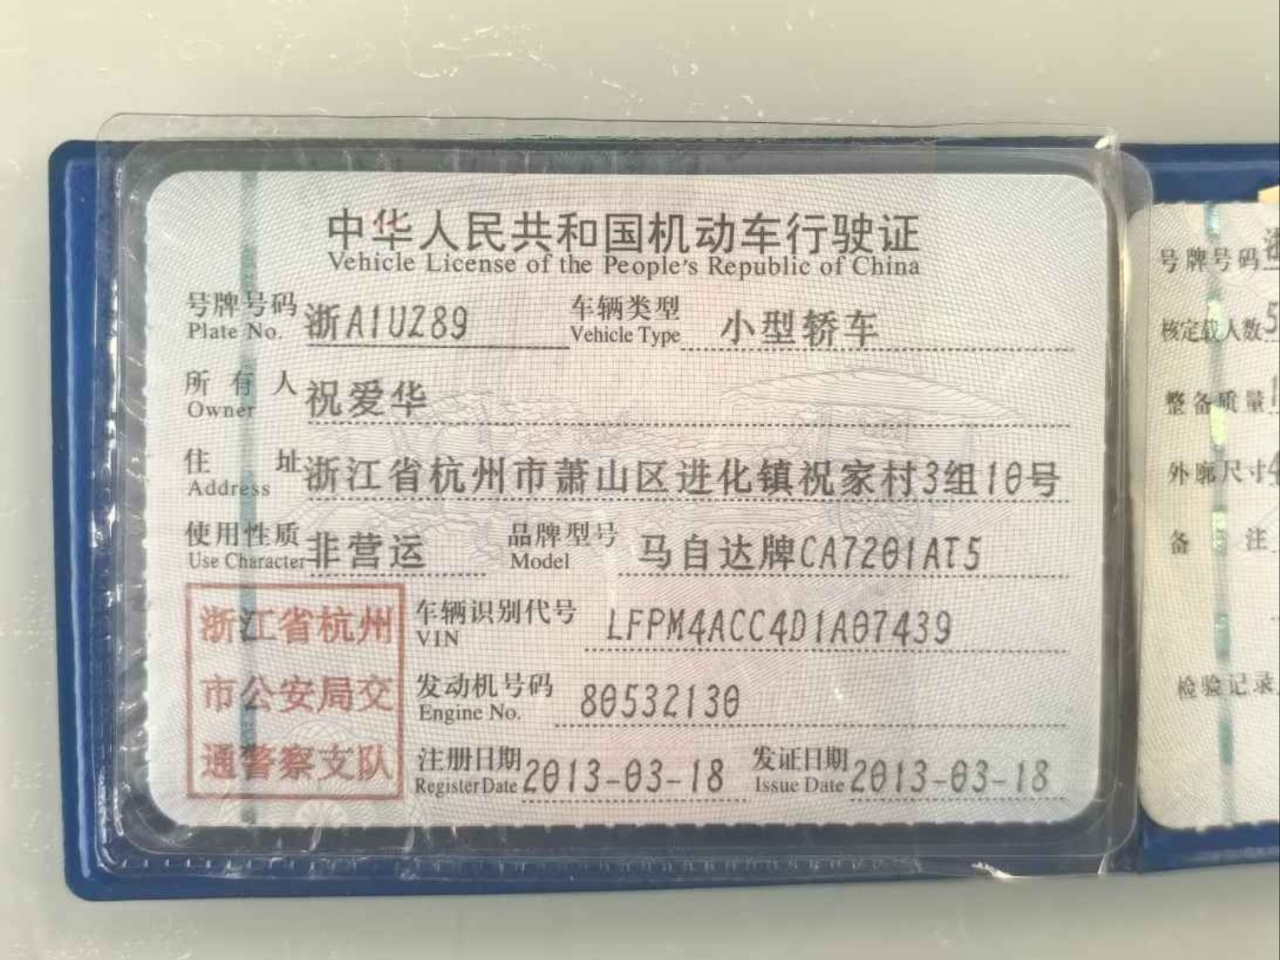 中华人民共和国机动车行驶证
Vehicle License of the People's Republic of China
号牌号码 浙A1UZ89 车辆类型 小型轿车
Plate No. Vehicle Type
所有人 祝爱华
Owner
住址 浙江省杭州市萧山区进化镇祝家村3组10号
Address
使用性质 非营运 品牌型号 马自达牌CA7201AT5
Use Character Model
浙江省杭州
市公安局交
通警察支队
车辆识别代号 LFPM4ACC4D1A07439
VIN
发动机号码 80532130
Engine No.
注册日期 2013-03-18 发证日期 2013-03-18
Register Date Issue Date
号牌号码
核定载人数 5
整备质量
外廓尺寸
备注
检验记录